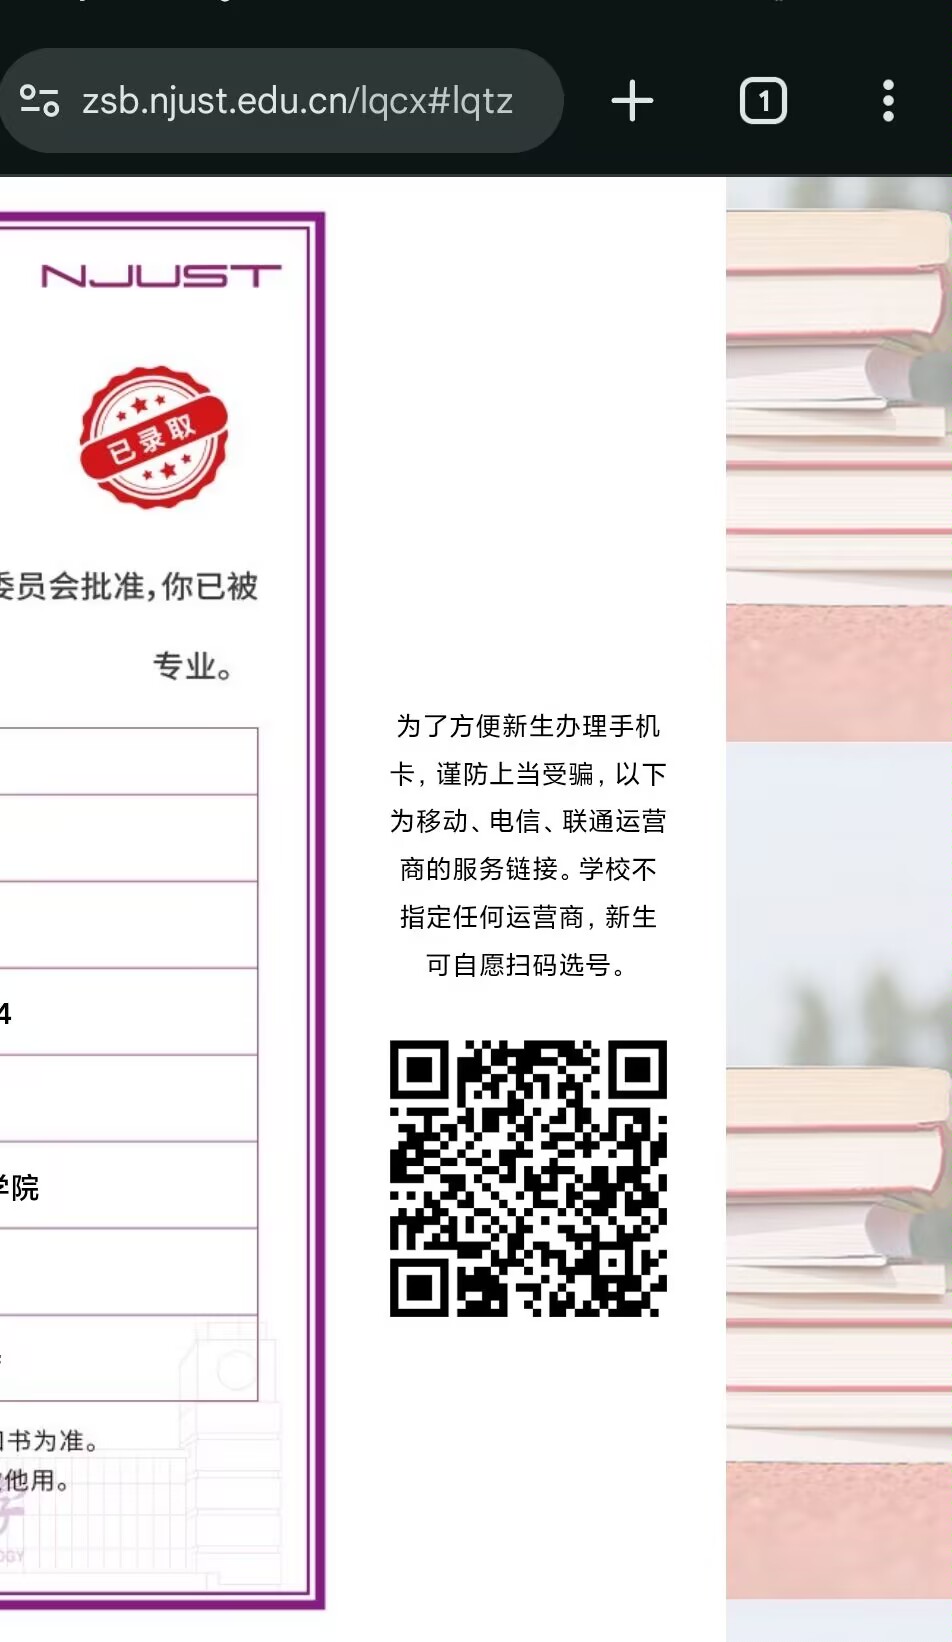 zsb.njust.edu.cn/lqcx#lqtz
1
NJUST
已录取
员会批准,你已被
专业。
4
学院
书为准。
他用。
为了方便新生办理手机
卡，谨防上当受骗，以下
为移动、电信、联通运营
商的服务链接。学校不
指定任何运营商，新生
可自愿扫码选号。